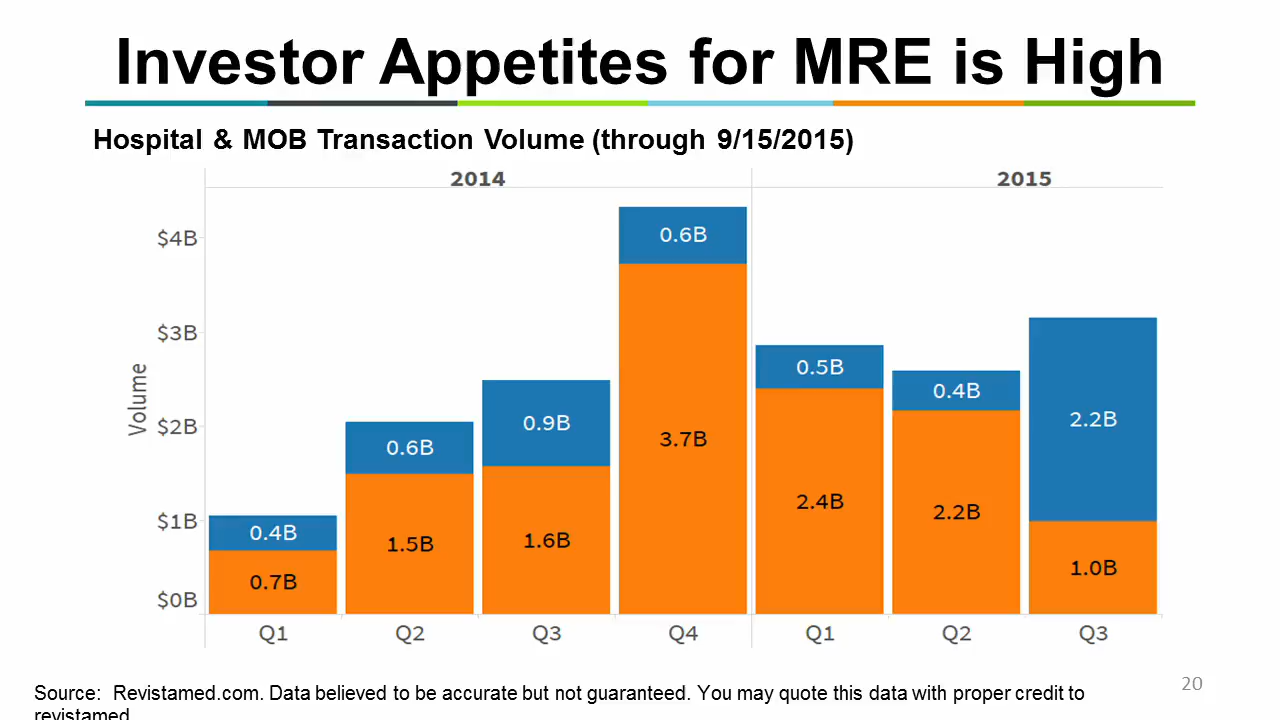 Investor Appetites for MRE is High
Hospital & MOB Transaction Volume (through 9/15/2015)
2014 2015
$4B
$3B
$2B
$1B
$0B
Volume
0.4B
0.7B
0.6B
1.5B
0.9B
1.6B
0.6B
3.7B
0.5B
2.4B
0.4B
2.2B
2.2B
1.0B
Q1 Q2 Q3 Q4 Q1 Q2 Q3
Source: Revistamed.com. Data believed to be accurate but not guaranteed. You may quote this data with proper credit to
revistamed
20